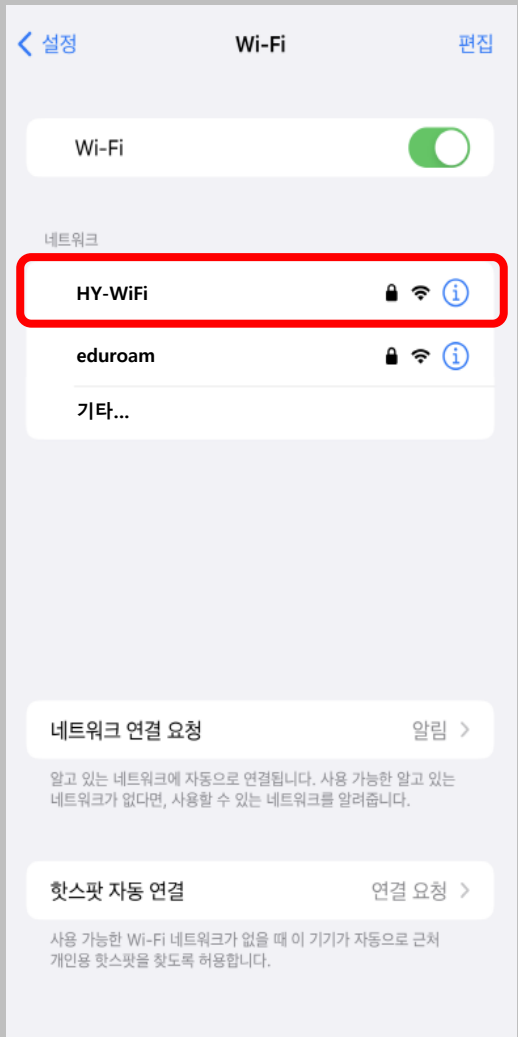 설정
Wi-Fi
편집
Wi-Fi
네트워크
HY-WiFi
eduroam
기타...
네트워크 연결 요청
알림
알고 있는 네트워크에 자동으로 연결됩니다. 사용 가능한 알고 있는
네트워크가 없다면, 사용할 수 있는 네트워크를 알려줍니다.
핫스팟 자동 연결
연결 요청
사용 가능한 Wi-Fi 네트워크가 없을 때 이 기기가 자동으로 근처
개인용 핫스팟을 찾도록 허용합니다.